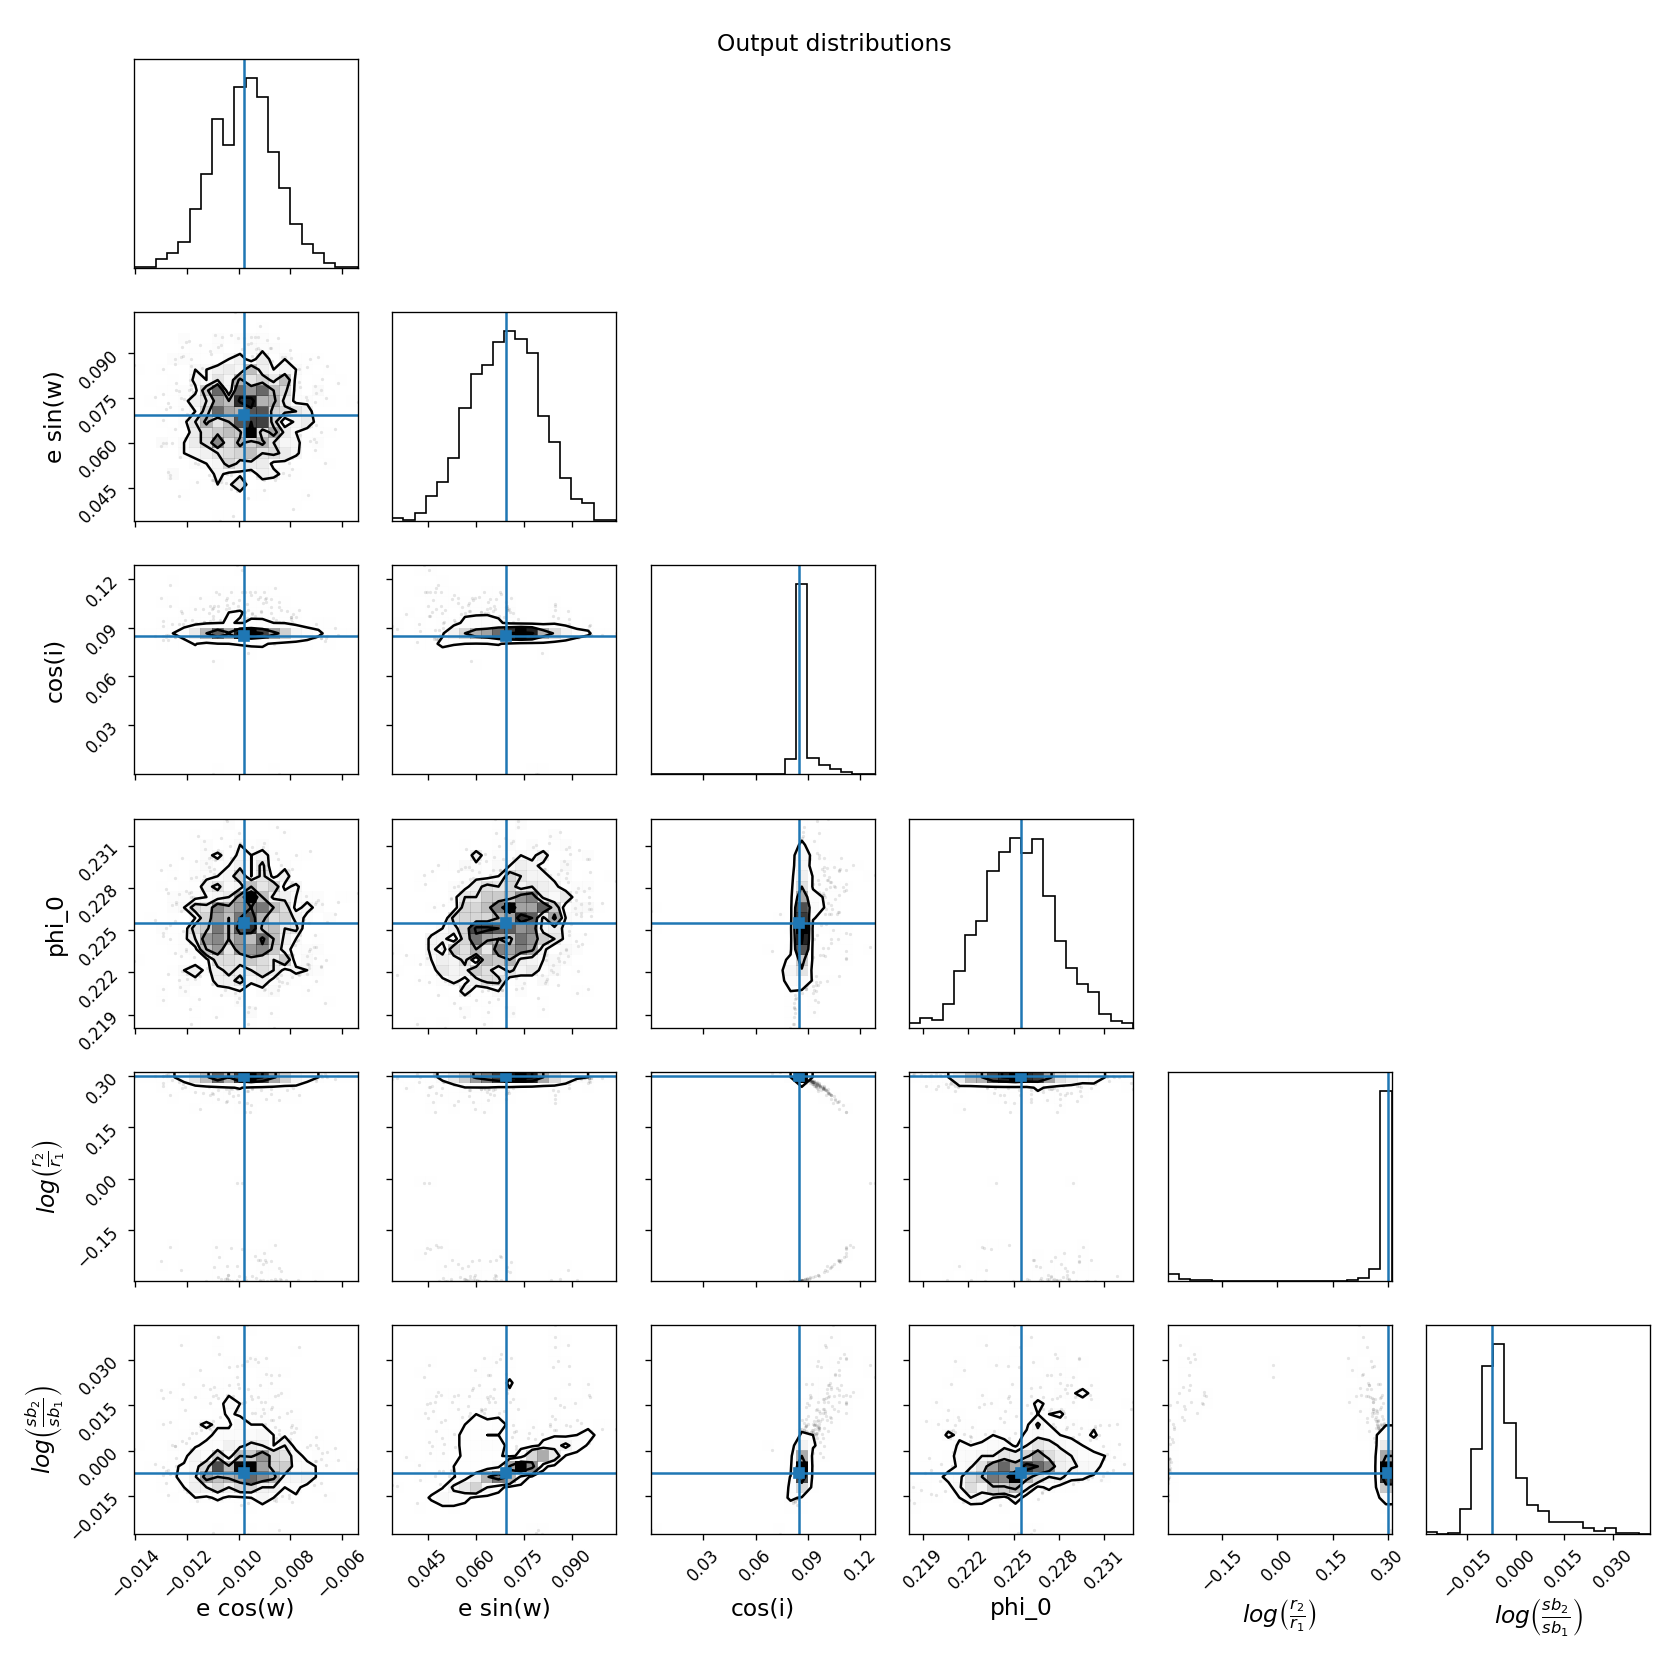 Output distributions
e sin(w)
0.090
0.075
0.060
0.045
cos(i)
0.12
0.09
0.06
0.03
phi_0
0.231
0.228
0.225
0.222
0.219
log(r2/r1)
0.30
0.15
0.00
−0.15
log(sb2/sb1)
0.030
0.015
0.000
−0.015
−0.014 −0.012 −0.010 −0.008 −0.006 0.045 0.060 0.075 0.090 0.03 0.06 0.09 0.12 0.219 0.222 0.225 0.228 0.231 −0.15 0.00 0.15 0.30 −0.015 0.000 0.015 0.030
e cos(w) e sin(w) cos(i) phi_0 log(r2/r1) log(sb2/sb1)